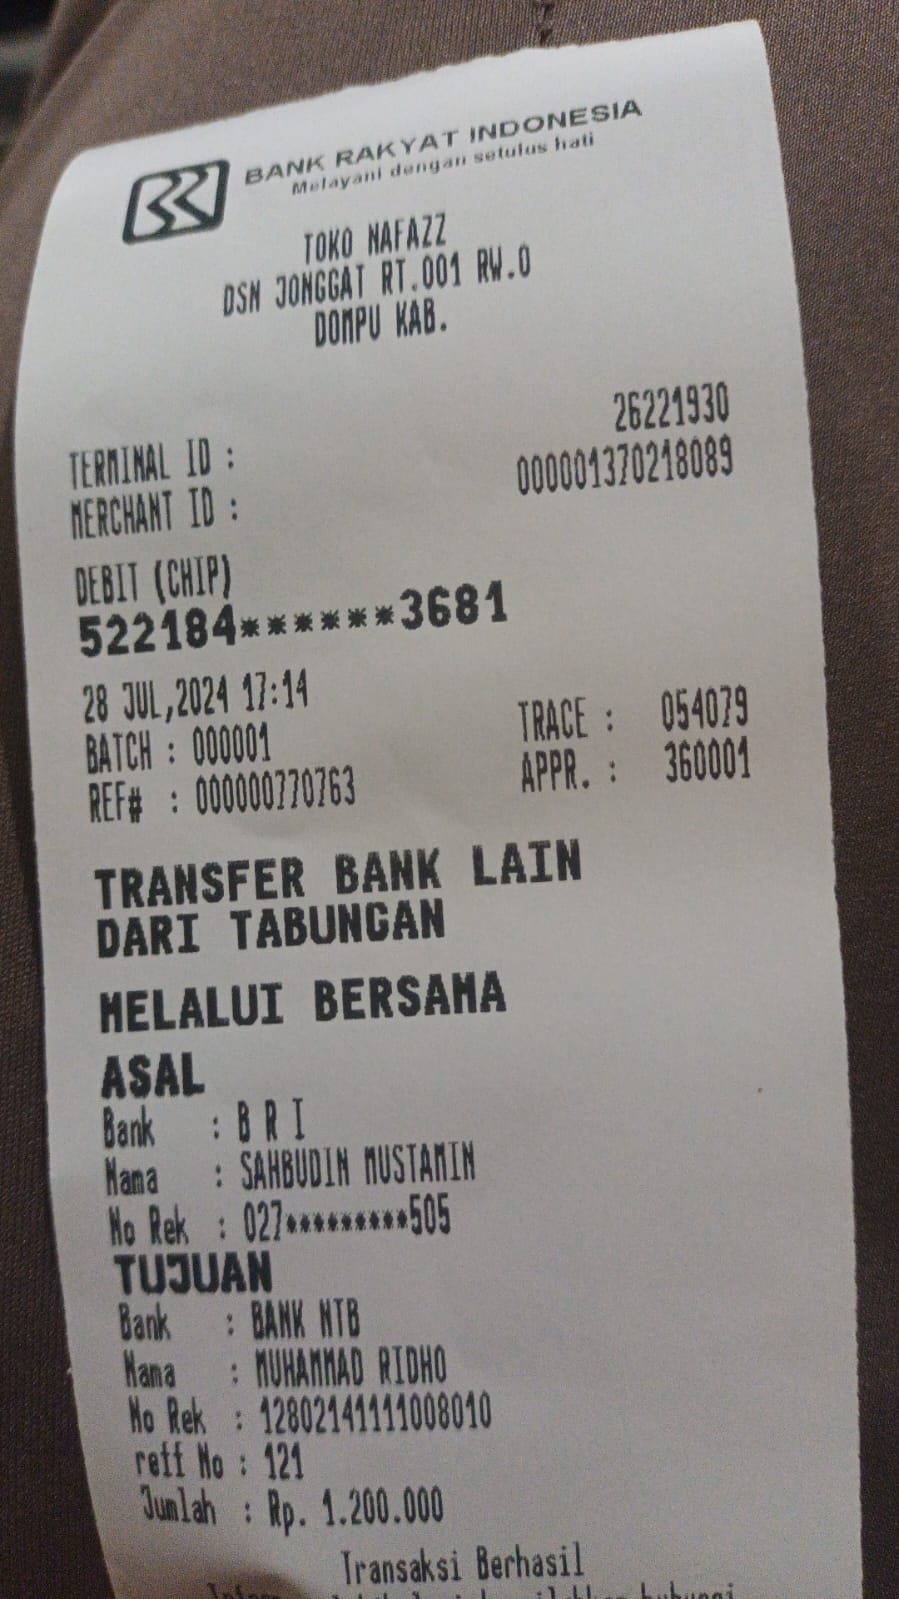 BANK RAKYAT INDONESIA
Melayani dengan setulus hati
TOKO NAFAZZ
DSN JONGGAT RT.001 RW.0
DOMPU KAB.
TERMINAL ID : 26221930
MERCHANT ID : 000001370218089
DEBIT (CHIP)
522184******3681
28 JUL,2024 17:14
BATCH : 000001 TRACE : 054079
REF# : 000000770763 APPR. : 360001
TRANSFER BANK LAIN
DARI TABUNGAN
MELALUI BERSAMA
ASAL
Bank : B R I
Nama : SAHBUDIN MUSTAMIN
No Rek : 027*********505
TUJUAN
Bank : BANK NTB
Nama : MUHAMMAD RIDHO
No Rek : 12802141111008010
reff No : 121
Jumlah : Rp. 1.200.000
Transaksi Berhasil